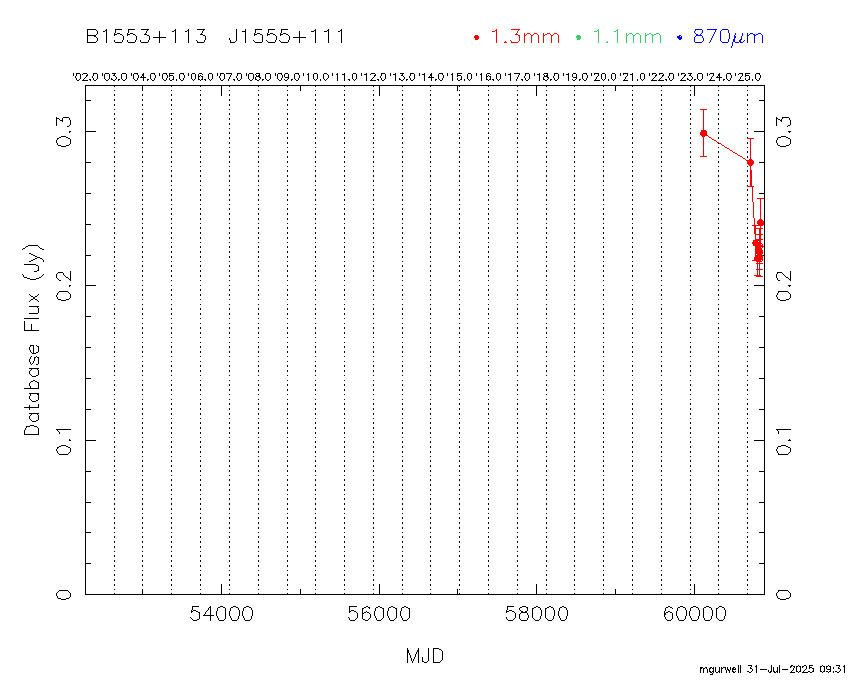 B1553+113 J1555+111 1.3mm 1.1mm 870μm
'02.0 '03.0 '04.0 '05.0 '06.0 '07.0 '08.0 '09.0 '10.0 '11.0 '12.0 '13.0 '14.0 '15.0 '16.0 '17.0 '18.0 '19.0 '20.0 '21.0 '22.0 '23.0 '24.0 '25.0
0.3 0.3
0.2 0.2
Database Flux (Jy)
0.1 0.1
0 0
54000 56000 58000 60000
MJD
mgurwell 31-Jul-2025 09:31